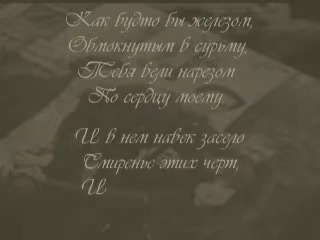 Как будто бы железом,
Обмокнутым в сурьму,
Тебя вели нарезом
По сердцу моему.
И в нем навек засело
Смиренье этих черт,
И